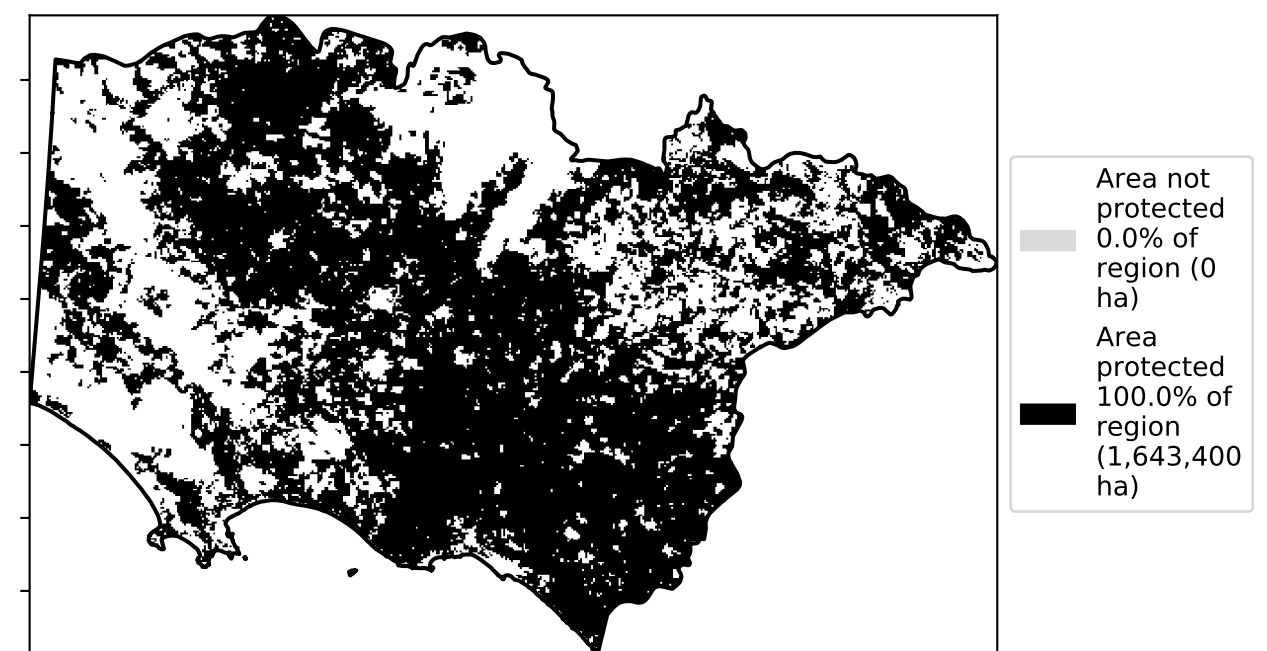 Area not
protected
0.0% of
region (0
ha)
Area
protected
100.0% of
region
(1,643,400
ha)